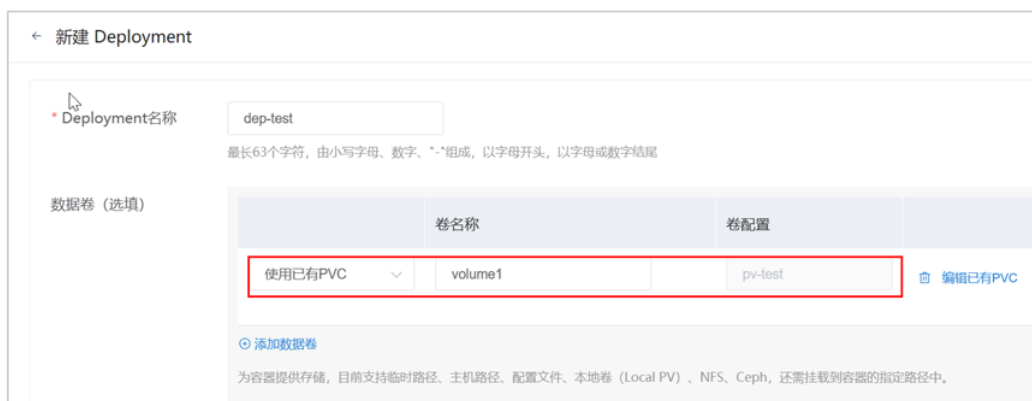 ← 新建 Deployment
* Deployment名称 dep-test
最长63个字符，由小写字母、数字、"-"组成，以字母开头，以字母或数字结尾
数据卷（选填）
卷名称 卷配置
使用已有PVC volume1 pv-test 编辑已有PVC
添加数据卷
为容器提供存储，目前支持临时路径、主机路径、配置文件、本地卷（Local PV）、NFS、Ceph，还需挂载到容器的指定路径中。